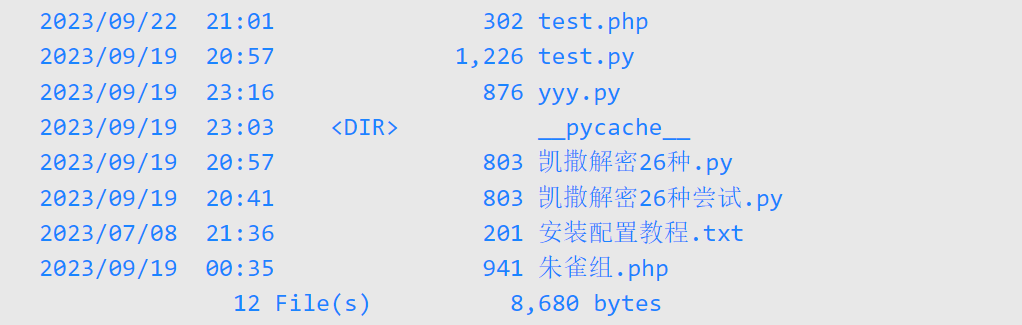 2023/09/22  21:01               302 test.php
2023/09/19  20:57             1,226 test.py
2023/09/19  23:16               876 yyy.py
2023/09/19  23:03    <DIR>          __pycache__
2023/09/19  20:57               803 凯撒解密26种.py
2023/09/19  20:41               803 凯撒解密26种尝试.py
2023/07/08  21:36               201 安装配置教程.txt
2023/09/19  00:35               941 朱雀组.php
12 File(s)          8,680 bytes